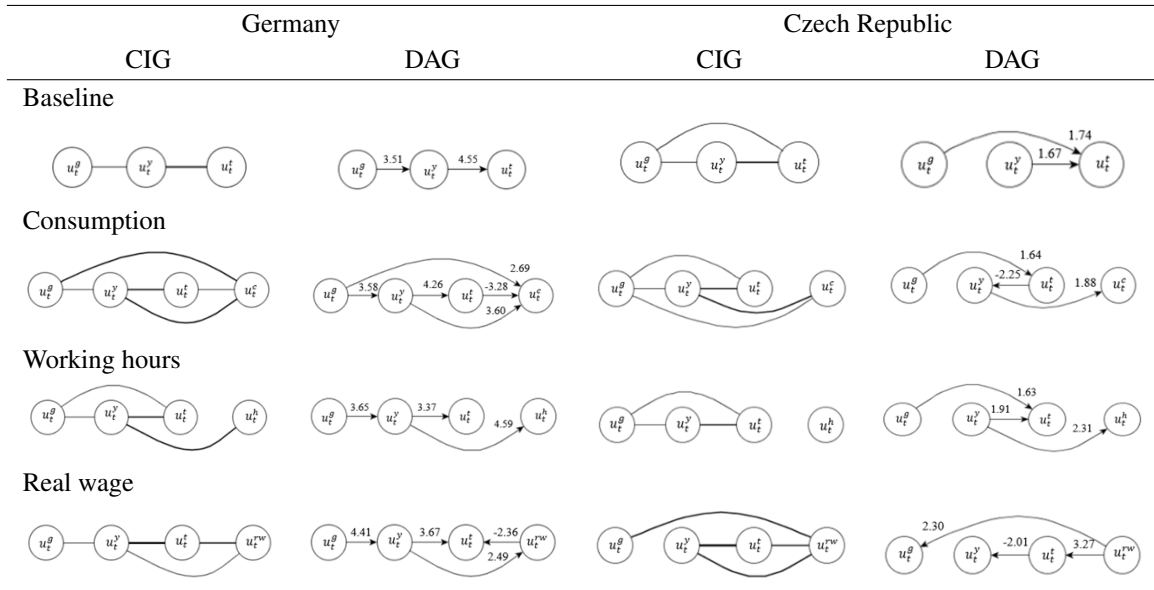 Germany Czech Republic
CIG DAG CIG DAG
Baseline
u_t^g u_t^y u_t^t
u_t^g 3.51 u_t^y 4.55 u_t^t
u_t^g u_t^y u_t^t
u_t^g u_t^y 1.67 u_t^t 1.74
Consumption
u_t^g u_t^y u_t^t u_t^c
u_t^g 3.58 u_t^y 4.26 u_t^t -3.28 u_t^c 2.69 3.60
u_t^g u_t^y u_t^t u_t^c
u_t^g u_t^y -2.25 u_t^t u_t^c 1.64 1.88
Working hours
u_t^g u_t^y u_t^t u_t^h
u_t^g 3.65 u_t^y 3.37 u_t^t u_t^h 4.59
u_t^g u_t^y u_t^t u_t^h
u_t^g u_t^y 1.91 u_t^t u_t^h 1.63 2.31
Real wage
u_t^g u_t^y u_t^t u_t^rw
u_t^g 4.41 u_t^y 3.67 u_t^t -2.36 u_t^rw 2.49
u_t^g u_t^y u_t^t u_t^rw
2.30 u_t^g u_t^y -2.01 u_t^t 3.27 u_t^rw